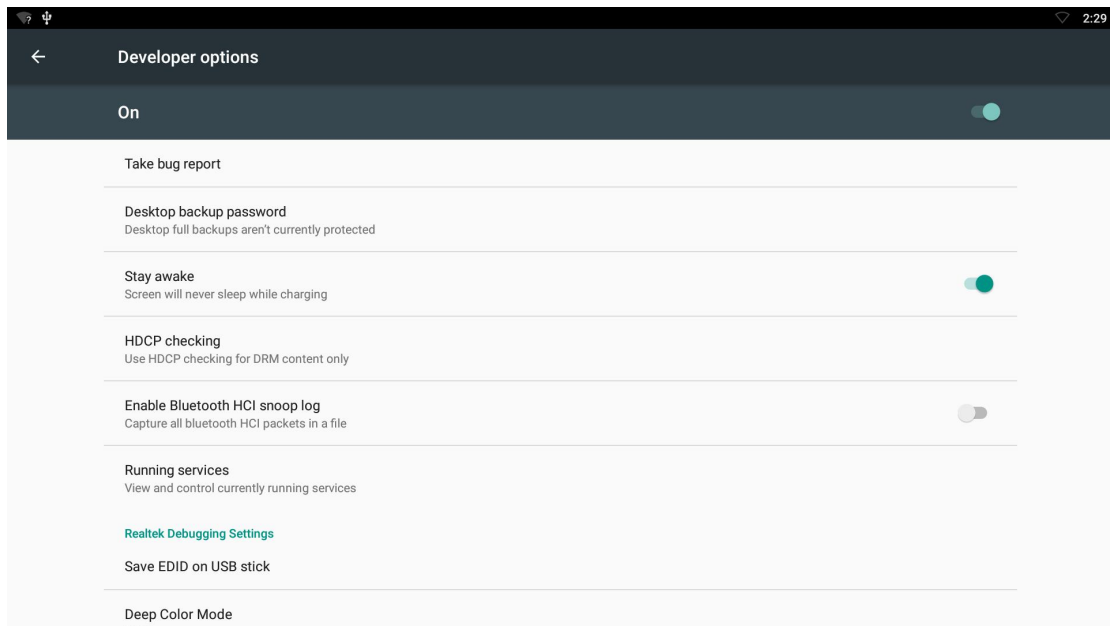 2:29
Developer options
On
Take bug report
Desktop backup password
Desktop full backups aren't currently protected
Stay awake
Screen will never sleep while charging
HDCP checking
Use HDCP checking for DRM content only
Enable Bluetooth HCI snoop log
Capture all bluetooth HCI packets in a file
Running services
View and control currently running services
Realtek Debugging Settings
Save EDID on USB stick
Deep Color Mode